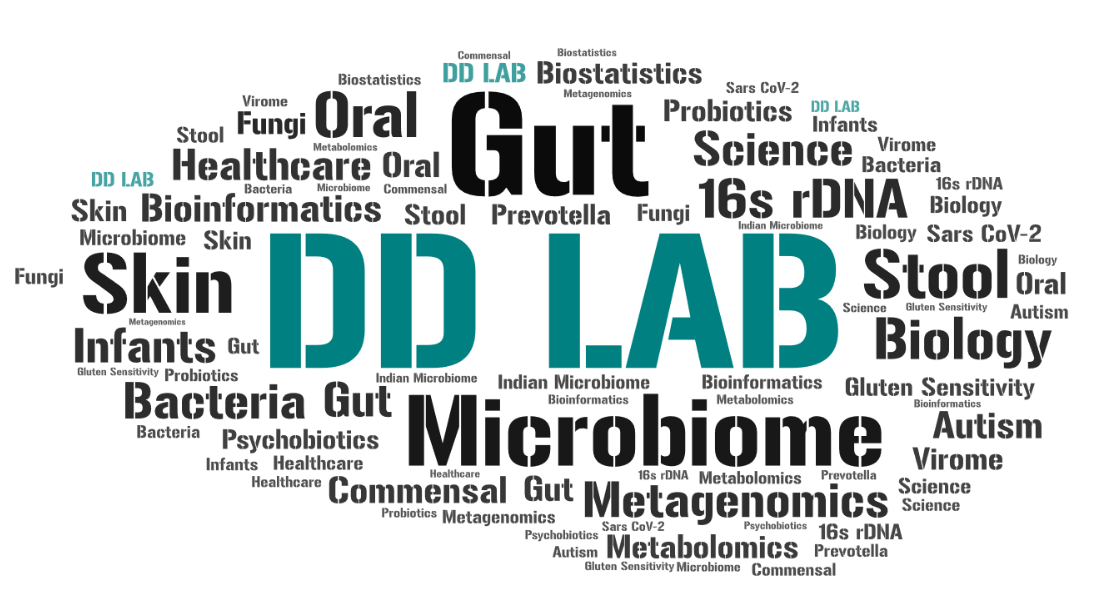 Commensal
Biostatistics
DD LAB
Biostatistics
Biostatistics
Metagenomics
Sars CoV-2
Virome
Oral
Gut
Probiotics
DD LAB
Fungi
Infants
Stool
Metabolomics
Science
Virome
Healthcare
Oral
Bacteria
DD LAB
Bacteria
Microbiome
Commensal
16s rDNA
16s rDNA
Skin
Bioinformatics
Stool
Prevotella
Fungi
Biology
Indian Microbiome
Microbiome
Skin
DD LAB
Biology
Sars CoV-2
Fungi
Skin
Stool
Biology
Oral
Metagenomics
Science
Gluten Sensitivity
Autism
Infants
Gut
Biology
Gluten Sensitivity
Probiotics
Indian Microbiome
Indian Microbiome
Bioinformatics
Gluten Sensitivity
Bacteria
Gut
Bioinformatics
Metabolomics
Bioinformatics
Microbiome
Autism
Bacteria
Psychobiotics
Infants
Healthcare
Virome
Healthcare
Healthcare
16s rDNA
Metabolomics
Prevotella
Commensal
Gut
Metagenomics
Science
Science
Probiotics
Metagenomics
Sars CoV-2
Psychobiotics
Psychobiotics
16s rDNA
Autism
Metabolomics
Prevotella
Gluten Sensitivity
Microbiome
Commensal